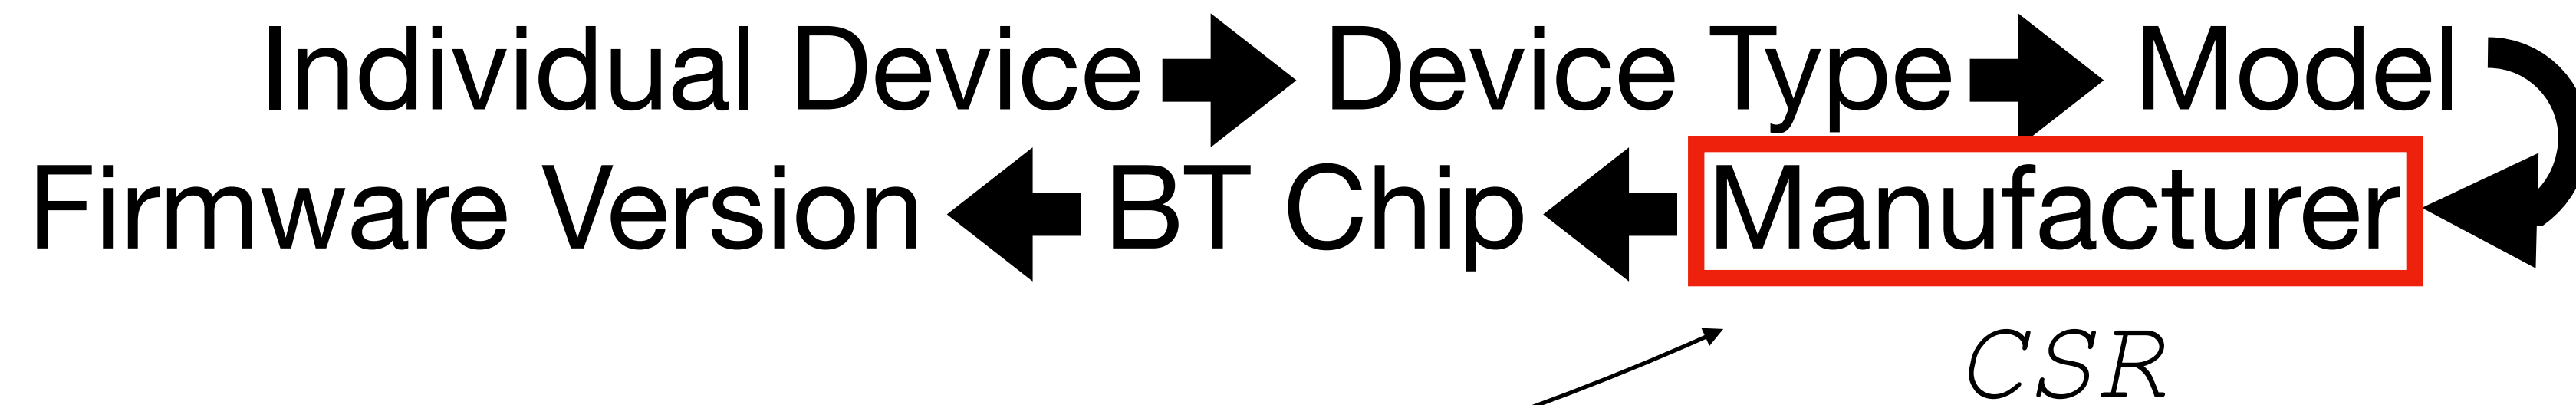 Individual Device Device Type Model
Firmware Version BT Chip Manufacturer
CSR